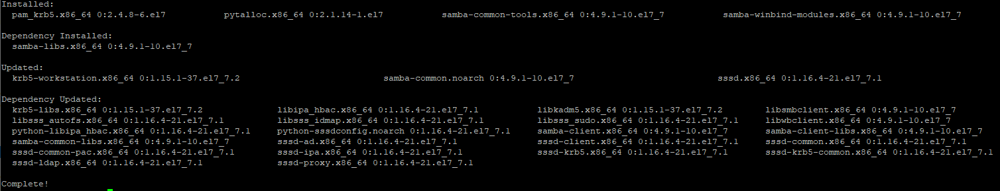 Installed:
  pam_krb5.x86_64 0:2.4.8-6.el7           pytalloc.x86_64 0:2.1.14-1.el7           samba-common-tools.x86_64 0:4.9.1-10.el7_7           samba-winbind-modules.x86_64 0:4.9.1-10.el7_7

Dependency Installed:
  samba-libs.x86_64 0:4.9.1-10.el7_7

Updated:
  krb5-workstation.x86_64 0:1.15.1-37.el7_7.2                           samba-common.noarch 0:4.9.1-10.el7_7                           sssd.x86_64 0:1.16.4-21.el7_7.1

Dependency Updated:
  krb5-libs.x86_64 0:1.15.1-37.el7_7.2              libipa_hbac.x86_64 0:1.16.4-21.el7_7.1           libkadm5.x86_64 0:1.15.1-37.el7_7.2        libsmbclient.x86_64 0:4.9.1-10.el7_7
  libsss_autofs.x86_64 0:1.16.4-21.el7_7.1          libsss_idmap.x86_64 0:1.16.4-21.el7_7.1          libsss_sudo.x86_64 0:1.16.4-21.el7_7.1     libwbclient.x86_64 0:4.9.1-10.el7_7
  python-libipa_hbac.x86_64 0:1.16.4-21.el7_7.1     python-sssdconfig.noarch 0:1.16.4-21.el7_7.1     samba-client.x86_64 0:4.9.1-10.el7_7       samba-client-libs.x86_64 0:4.9.1-10.el7_7
  samba-common-libs.x86_64 0:4.9.1-10.el7_7         sssd-ad.x86_64 0:1.16.4-21.el7_7.1               sssd-client.x86_64 0:1.16.4-21.el7_7.1     sssd-common.x86_64 0:1.16.4-21.el7_7.1
  sssd-common-pac.x86_64 0:1.16.4-21.el7_7.1        sssd-ipa.x86_64 0:1.16.4-21.el7_7.1              sssd-krb5.x86_64 0:1.16.4-21.el7_7.1       sssd-krb5-common.x86_64 0:1.16.4-21.el7_7.1
  sssd-ldap.x86_64 0:1.16.4-21.el7_7.1              sssd-proxy.x86_64 0:1.16.4-21.el7_7.1

Complete!